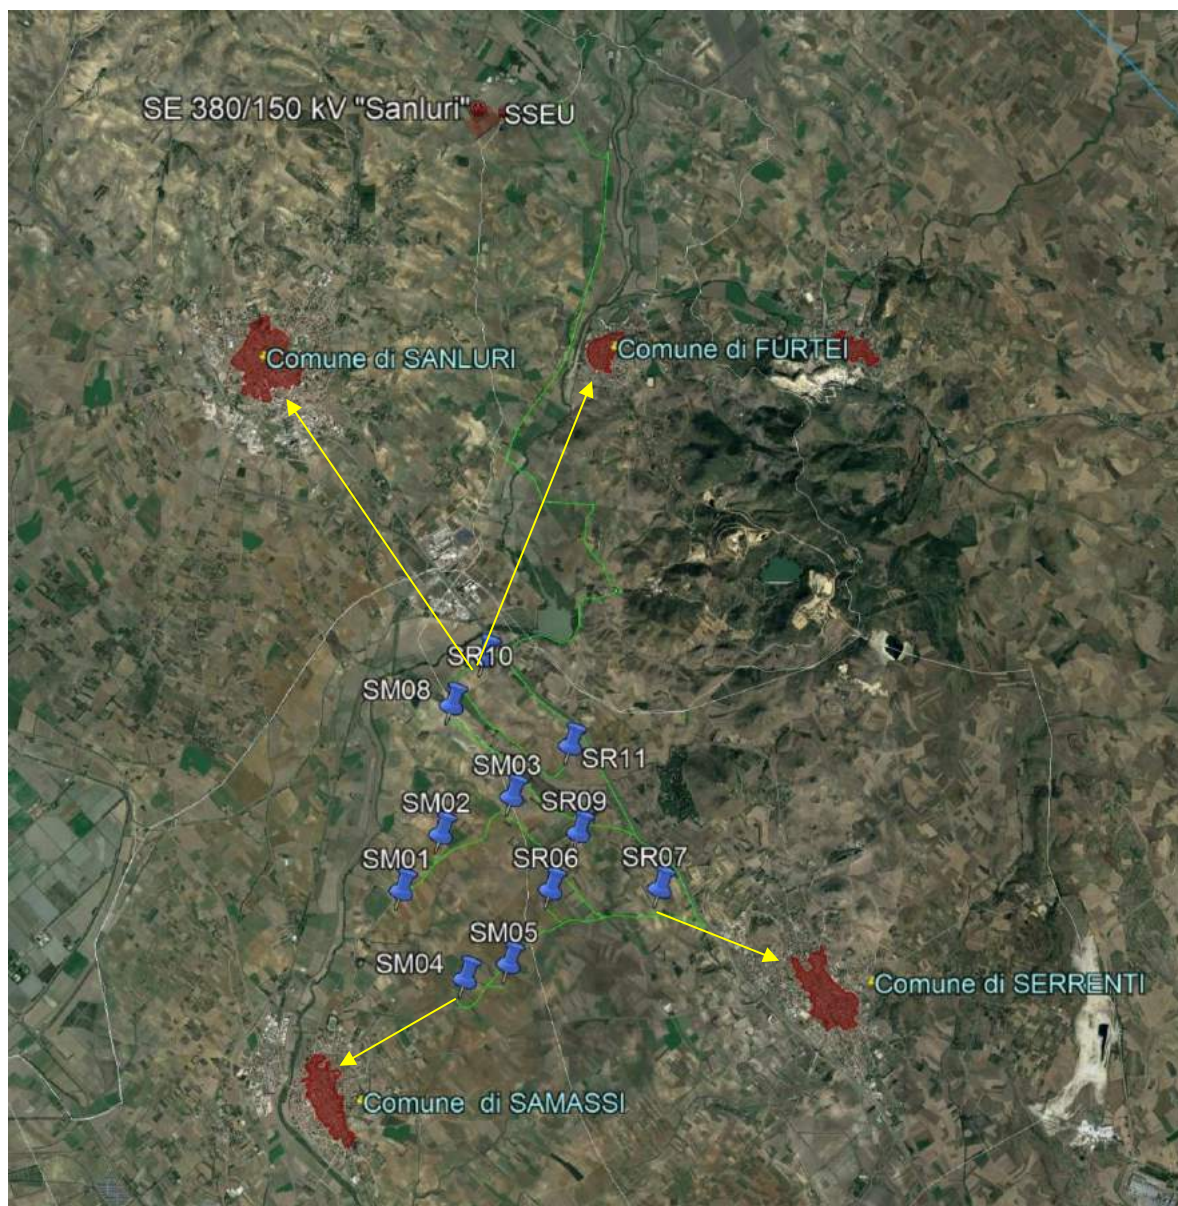 SE 380/150 kV "Sanluri"
SSEU
Comune di SANLURI
Comune di FURTEI
SR10
SM08
SR11
SM03
SM02
SR09
SM01
SR06
SR07
SM05
SM04
Comune di SERRENTI
Comune di SAMASSI